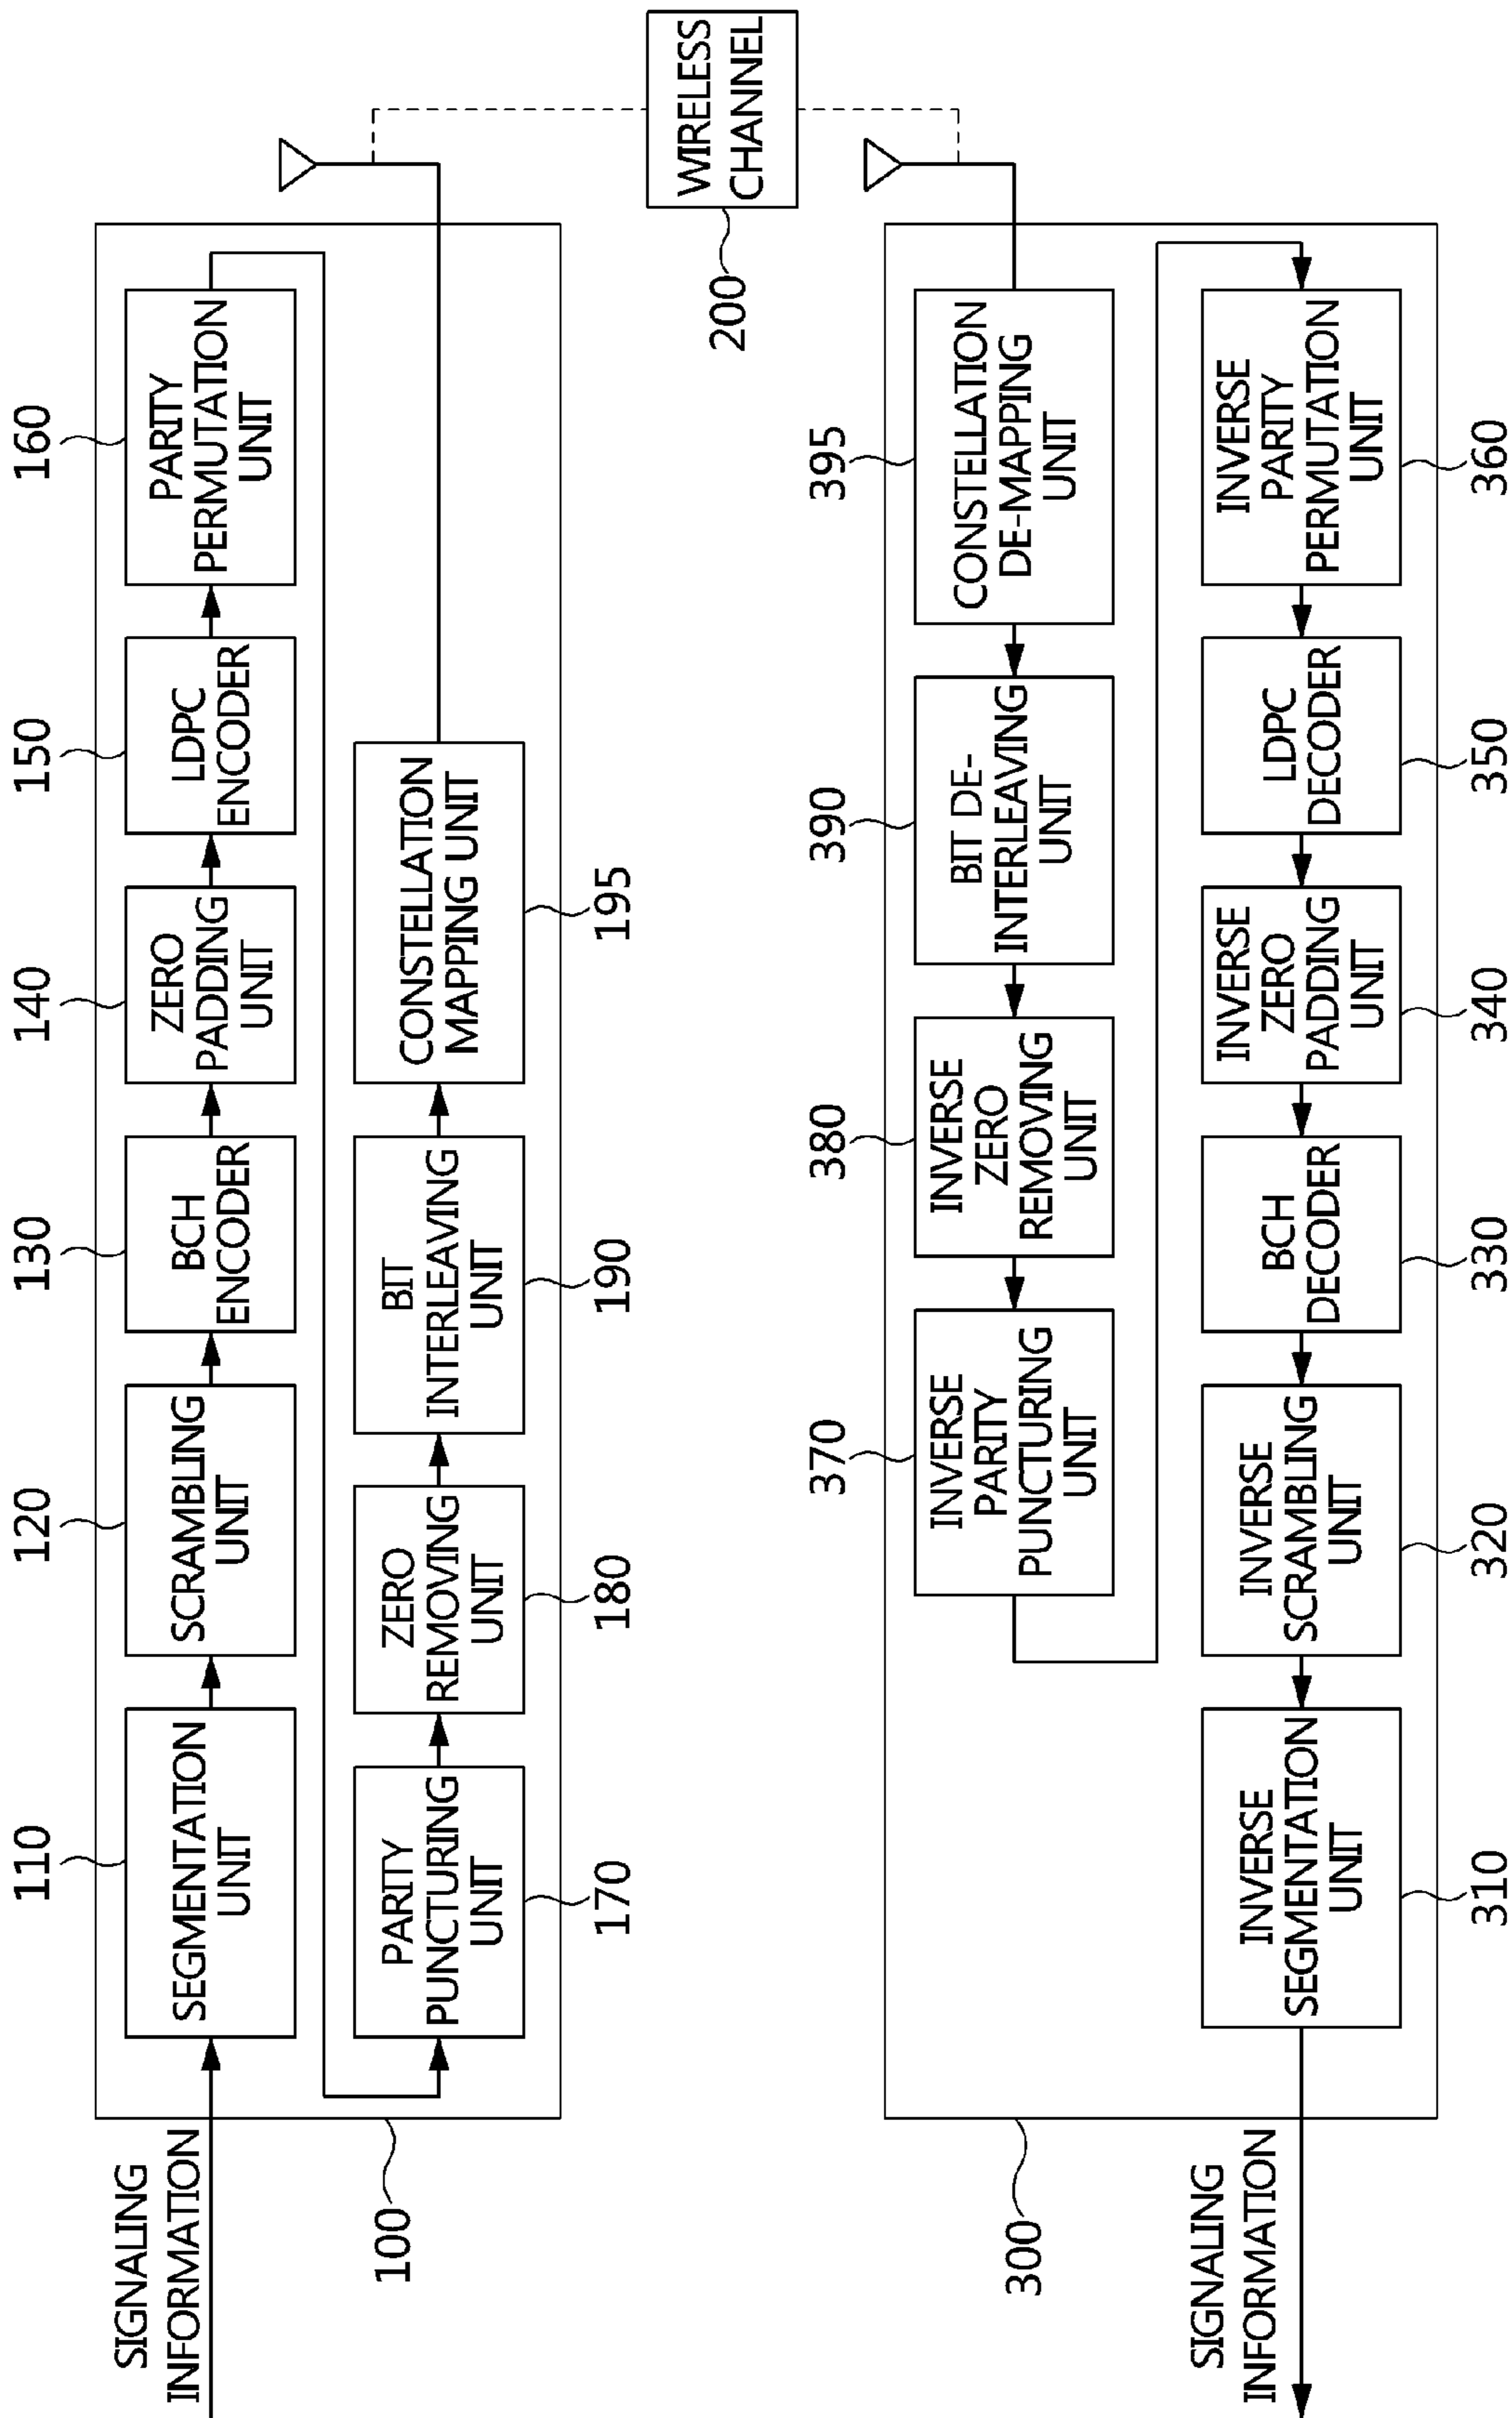 110
120
130
140
150
160
SIGNALING
INFORMATION
SEGMENTATION
UNIT
SCRAMBLING
UNIT
BCH
ENCODER
ZERO
PADDING
UNIT
LDPC
ENCODER
PARITY
PERMUTATION
UNIT
PARITY
PUNCTURING
UNIT
ZERO
REMOVING
UNIT
BIT
INTERLEAVING
UNIT
CONSTELLATION
MAPPING UNIT
100
170
180
190
195
WIRELESS
CHANNEL
200
370
380
390
395
INVERSE
PARITY
PUNCTURING
UNIT
INVERSE
ZERO
REMOVING
UNIT
BIT DE-
INTERLEAVING
UNIT
CONSTELLATION
DE-MAPPING
UNIT
300
SIGNALING
INFORMATION
INVERSE
SEGMENTATION
UNIT
INVERSE
SCRAMBLING
UNIT
BCH
DECODER
INVERSE
ZERO
PADDING
UNIT
LDPC
DECODER
INVERSE
PARITY
PERMUTATION
UNIT
310
320
330
340
350
360